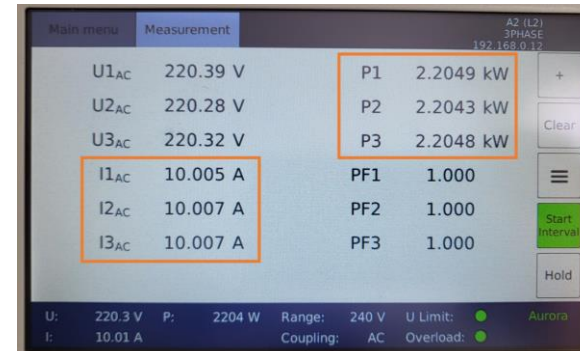 Main menu Measurement A2 (L2)
3PHASE
192.168.0.12
U1AC 220.39 V P1 2.2049 kW +
U2AC 220.28 V P2 2.2043 kW Clear
U3AC 220.32 V P3 2.2048 kW
I1AC 10.005 A PF1 1.000
I2AC 10.007 A PF2 1.000 Start Interval
I3AC 10.007 A PF3 1.000
Hold
U: 220.3 V P: 2204 W Range: 240 V U Limit: Aurora
I: 10.01 A Coupling: AC Overload: